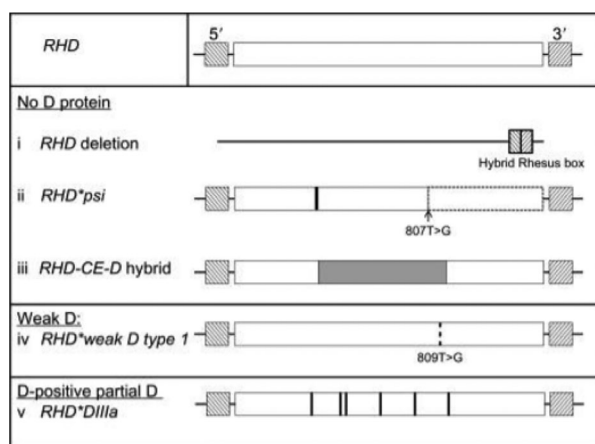 RHD
5′
3′
No D protein
i RHD deletion
Hybrid Rhesus box
ii RHD*psi
807T>G
iii RHD-CE-D hybrid
Weak D:
iv RHD*weak D type 1
809T>G
D-positive partial D
v RHD*DIIIa